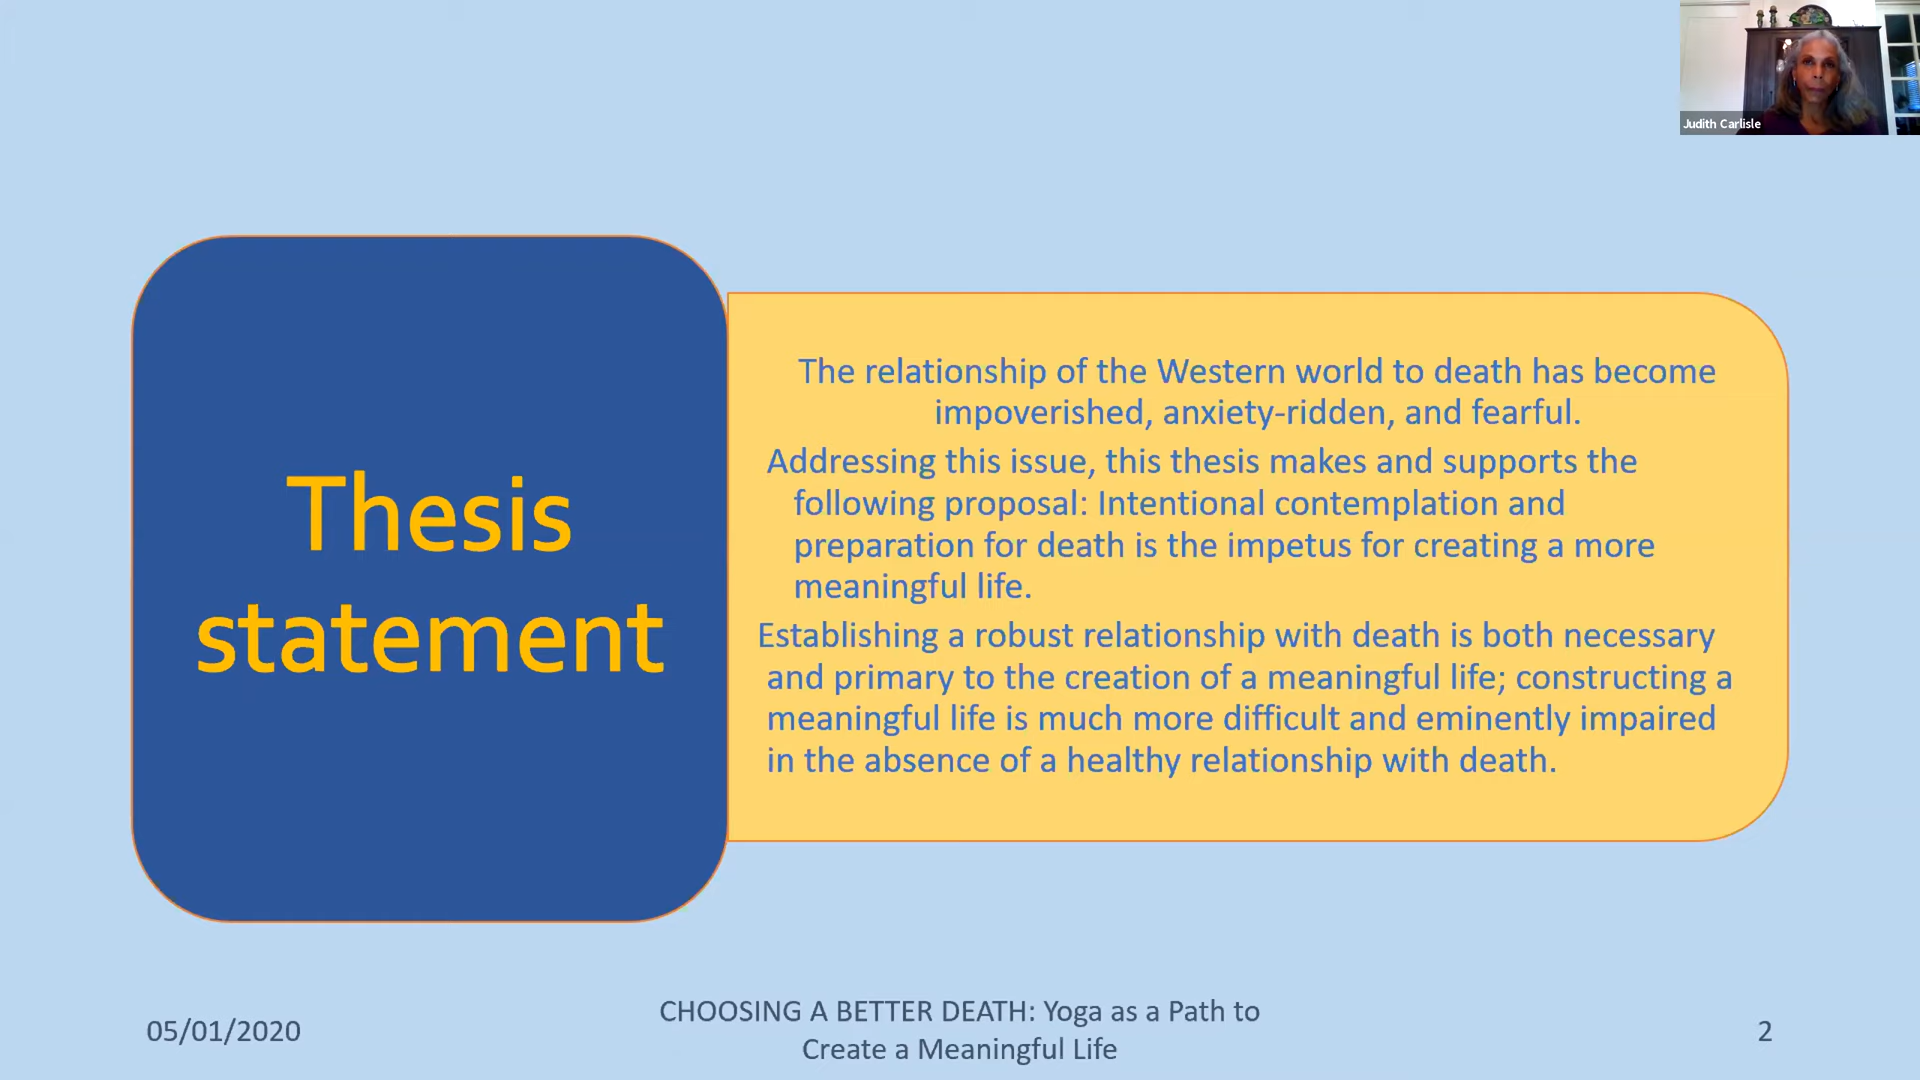 Judith Carlisle
Thesis
statement
The relationship of the Western world to death has become
impoverished, anxiety-ridden, and fearful.
Addressing this issue, this thesis makes and supports the
following proposal: Intentional contemplation and
preparation for death is the impetus for creating a more
meaningful life.
Establishing a robust relationship with death is both necessary
and primary to the creation of a meaningful life; constructing a
meaningful life is much more difficult and eminently impaired
in the absence of a healthy relationship with death.
05/01/2020
CHOOSING A BETTER DEATH: Yoga as a Path to
Create a Meaningful Life
2